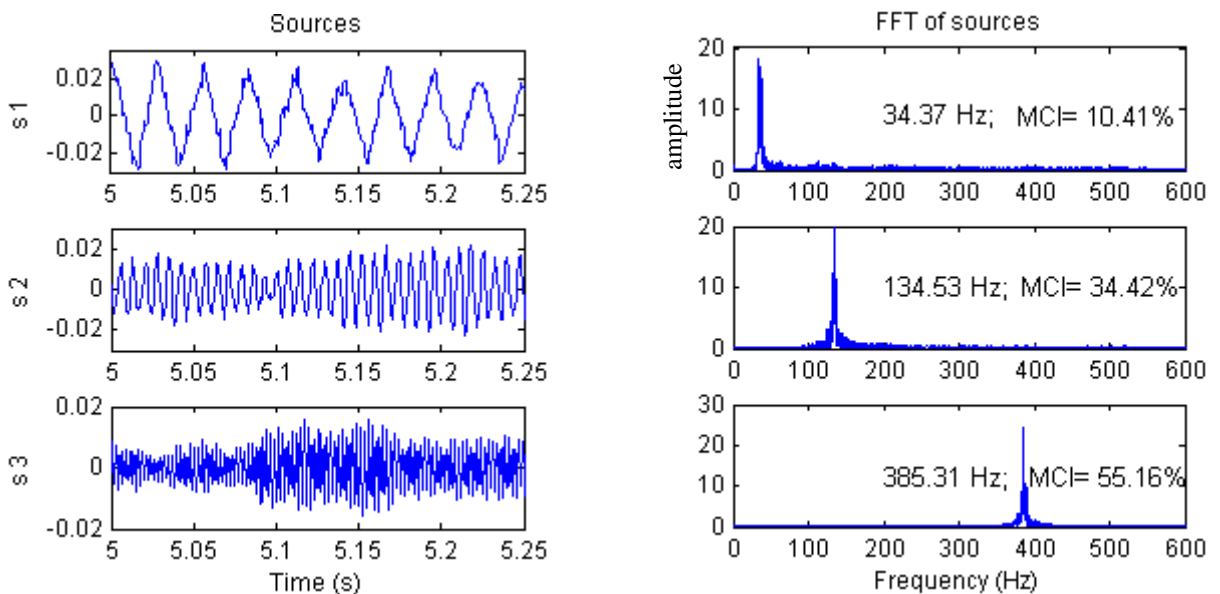 Sources
s1
0.02
0
-0.02
5 5.05 5.1 5.15 5.2 5.25
s2
0.02
0
-0.02
5 5.05 5.1 5.15 5.2 5.25
s3
0.02
0
-0.02
5 5.05 5.1 5.15 5.2 5.25
Time (s)
FFT of sources
amplitude
20
10
0
34.37 Hz; MCI= 10.41%
0 100 200 300 400 500 600
20
10
0
134.53 Hz; MCI= 34.42%
0 100 200 300 400 500 600
30
20
10
0
385.31 Hz; MCI= 55.16%
0 100 200 300 400 500 600
Frequency (Hz)